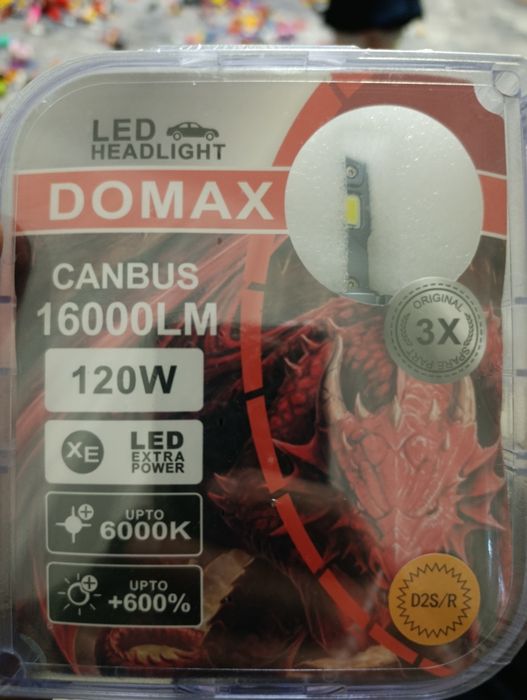 LED
HEADLIGHT
DOMAX
CANBUS
16000LM
ORIGINAL
3X
SPARE PART
120W
XE
LED
EXTRA
POWER
UPTO
6000K
UPTO
+600%
D2S/R